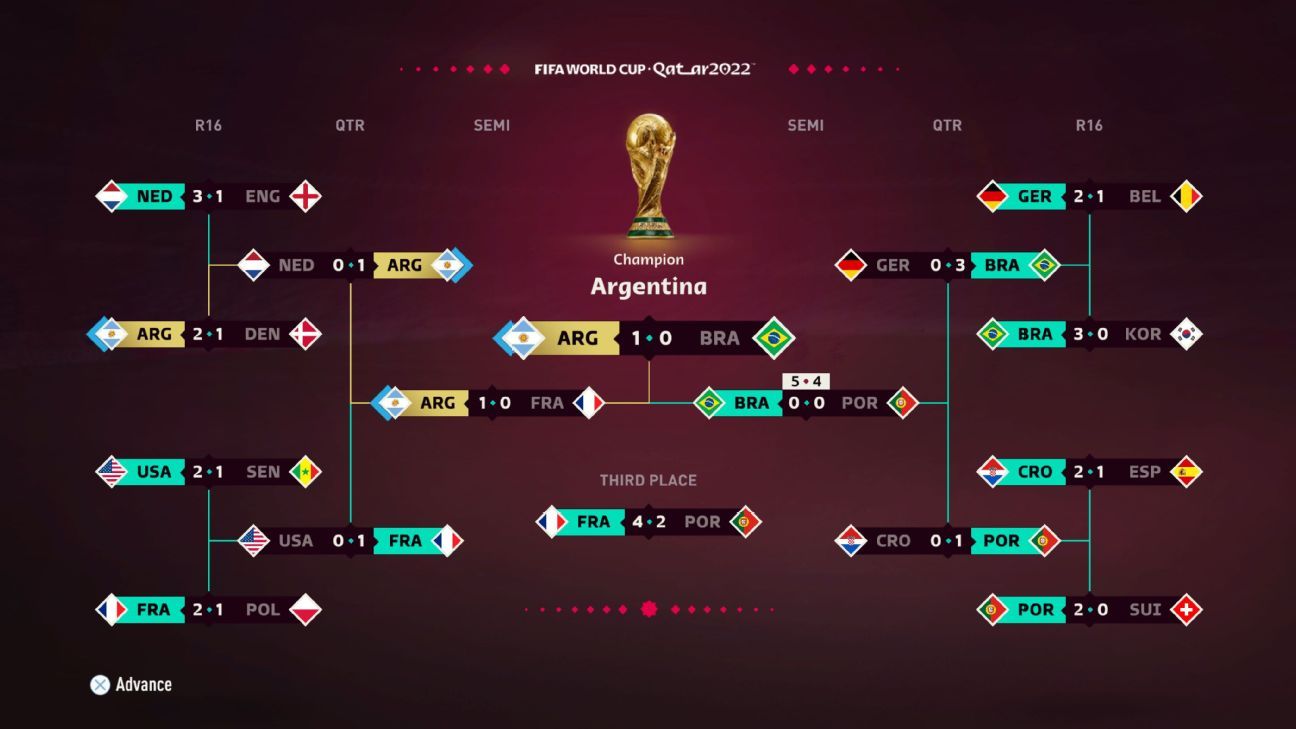 FIFA WORLD CUP · Qatar2022™
R16 QTR SEMI SEMI QTR R16
NED 3 1 ENG
GER 2 1 BEL
Champion
NED 0 1 ARG
GER 0 3 BRA
Argentina
ARG 2 1 DEN
ARG 1 0 BRA
BRA 3 0 KOR
5 4
ARG 1 0 FRA
BRA 0 0 POR
USA 2 1 SEN
THIRD PLACE
CRO 2 1 ESP
FRA 4 2 POR
USA 0 1 FRA
CRO 0 1 POR
FRA 2 1 POL
POR 2 0 SUI
Advance